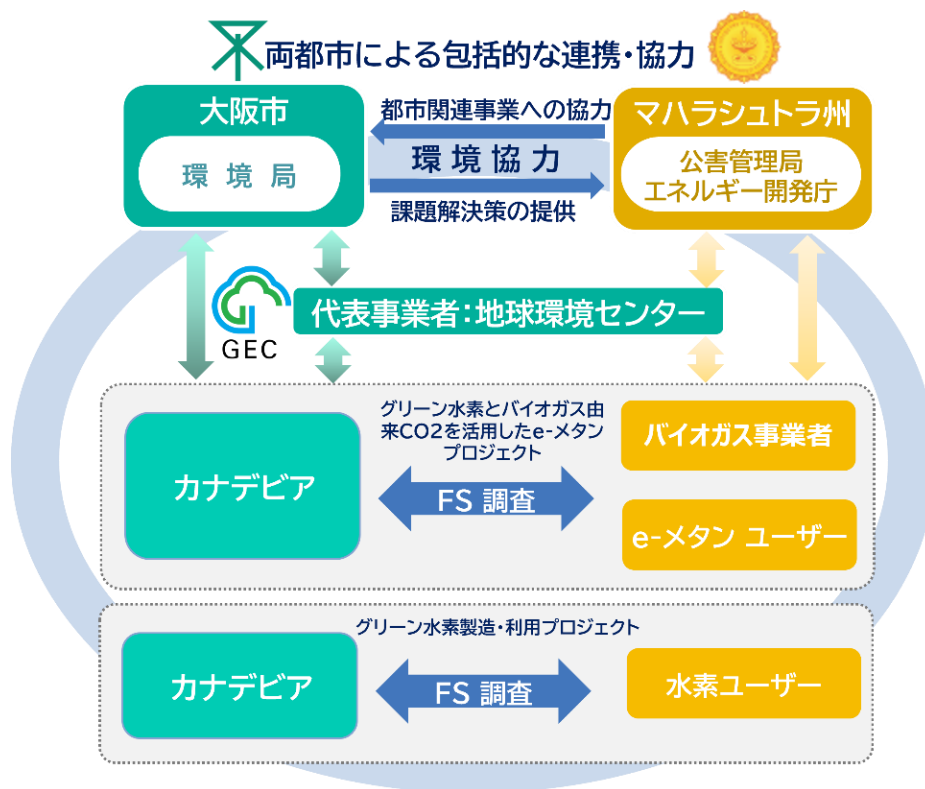 両都市による包括的な連携・協力
大阪市
環境局
都市関連事業への協力
環境協力
課題解決策の提供
マハラシュトラ州
公害管理局
エネルギー開発庁
GEC
代表事業者:地球環境センター
グリーン水素とバイオガス由
来CO2を活用したe-メタン
プロジェクト
カナデビア
FS 調査
バイオガス事業者
e-メタン ユーザー
グリーン水素製造・利用プロジェクト
カナデビア
FS 調査
水素ユーザー